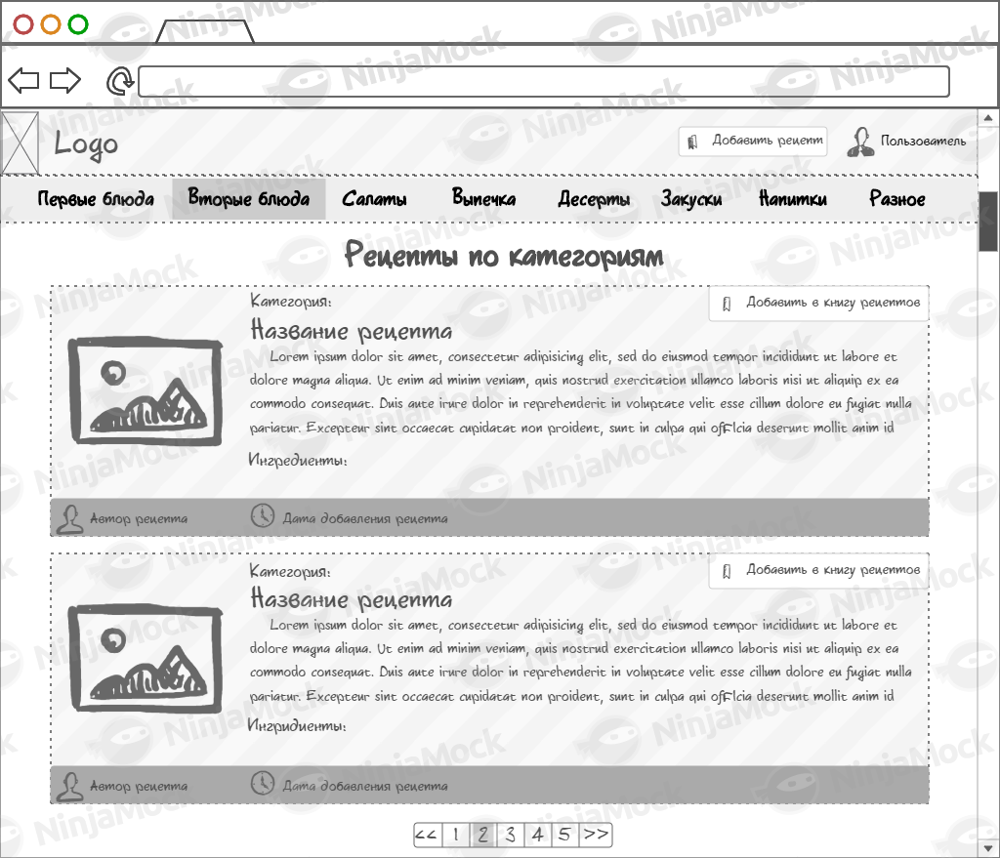 Logo
Добавить рецепт
Пользователь
Первые блюда Вторые блюда Салаты Выпечка Десерты Закуски Напитки Разное
Рецепты по категориям
Категория:
Добавить в книгу рецептов
Название рецепта
Lorem ipsum dolor sit amet, consectetur adipisicing elit, sed do eiusmod tempor incididunt ut labore et
dolore magna aliqua. Ut enim ad minim veniam, quis nostrud exercitation ullamco laboris nisi ut aliquip ex ea
commodo consequat. Duis aute irure dolor in reprehenderit in voluptate velit esse cillum dolore eu fugiat nulla
pariatur. Excepteur sint occaecat cupidatat non proident, sunt in culpa qui officia deserunt mollit anim id
Ингредиенты:
Автор рецепта
Дата добавления рецепта
Категория:
Добавить в книгу рецептов
Название рецепта
Lorem ipsum dolor sit amet, consectetur adipisicing elit, sed do eiusmod tempor incididunt ut labore et
dolore magna aliqua. Ut enim ad minim veniam, quis nostrud exercitation ullamco laboris nisi ut aliquip ex ea
commodo consequat. Duis aute irure dolor in reprehenderit in voluptate velit esse cillum dolore eu fugiat nulla
pariatur. Excepteur sint occaecat cupidatat non proident, sunt in culpa qui officia deserunt mollit anim id
Ингридиенты:
Автор рецепта
Дата добавления рецепта
<< 1 2 3 4 5 >>
NinjaMock